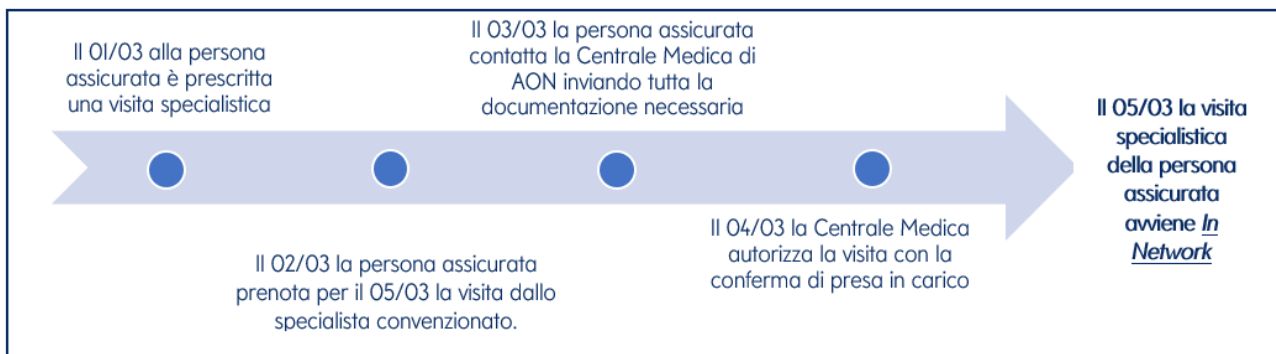 Il 01/03 alla persona
assicurata è prescritta
una visita specialistica
Il 02/03 la persona assicurata
prenota per il 05/03 la visita dallo
specialista convenzionato.
Il 03/03 la persona assicurata
contatta la Centrale Medica di
AON inviando tutta la
documentazione necessaria
Il 04/03 la Centrale Medica
autorizza la visita con la
conferma di presa in carico
Il 05/03 la visita
specialistica
della persona
assicurata
avviene In
Network